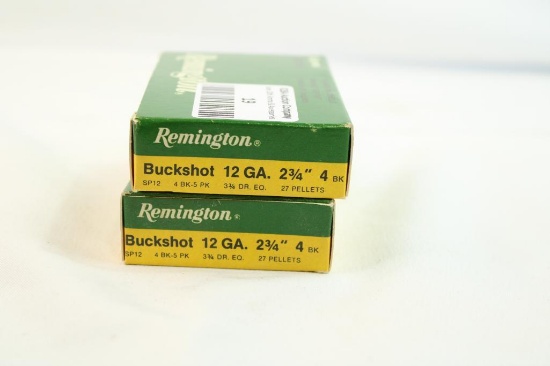 19
Remington®
Buckshot 12 GA. 2¾" 4 BK
SP12 4 BK-5 PK 3¾ DR. EQ. 27 PELLETS
Remington®
Buckshot 12 GA. 2¾" 4 BK
SP12 4 BK-5 PK 3¾ DR. EQ. 27 PELLETS